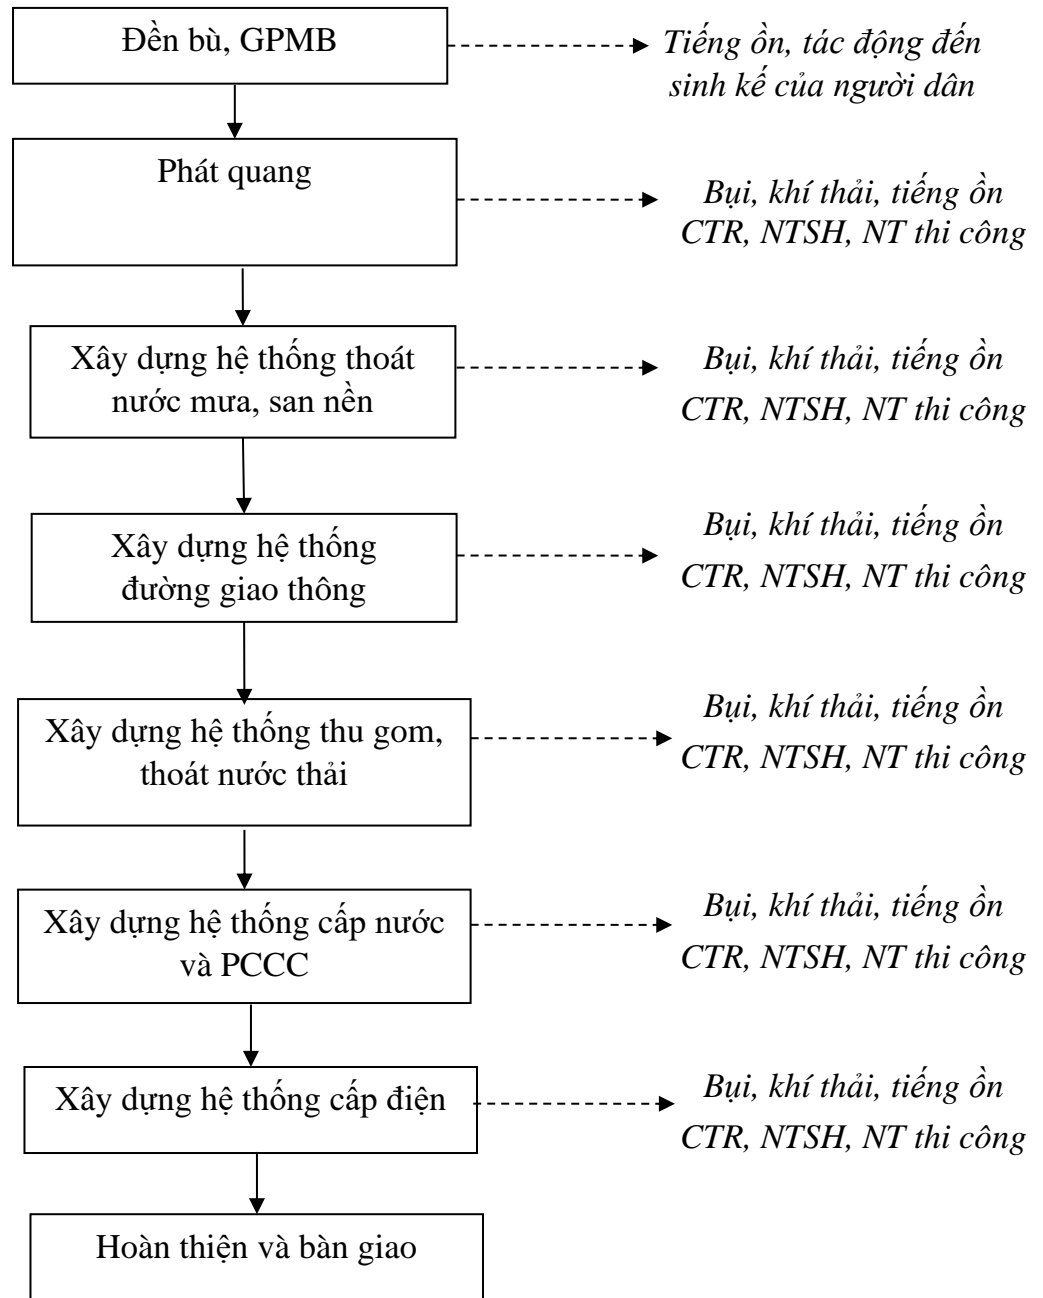 Đền bù, GPMB
Tiếng ồn, tác động đến
sinh kế của người dân
Phát quang
Bụi, khí thải, tiếng ồn
CTR, NTSH, NT thi công
Xây dựng hệ thống thoát
nước mưa, san nền
Bụi, khí thải, tiếng ồn
CTR, NTSH, NT thi công
Xây dựng hệ thống
đường giao thông
Bụi, khí thải, tiếng ồn
CTR, NTSH, NT thi công
Xây dựng hệ thống thu gom,
thoát nước thải
Bụi, khí thải, tiếng ồn
CTR, NTSH, NT thi công
Xây dựng hệ thống cấp nước
và PCCC
Bụi, khí thải, tiếng ồn
CTR, NTSH, NT thi công
Xây dựng hệ thống cấp điện
Bụi, khí thải, tiếng ồn
CTR, NTSH, NT thi công
Hoàn thiện và bàn giao